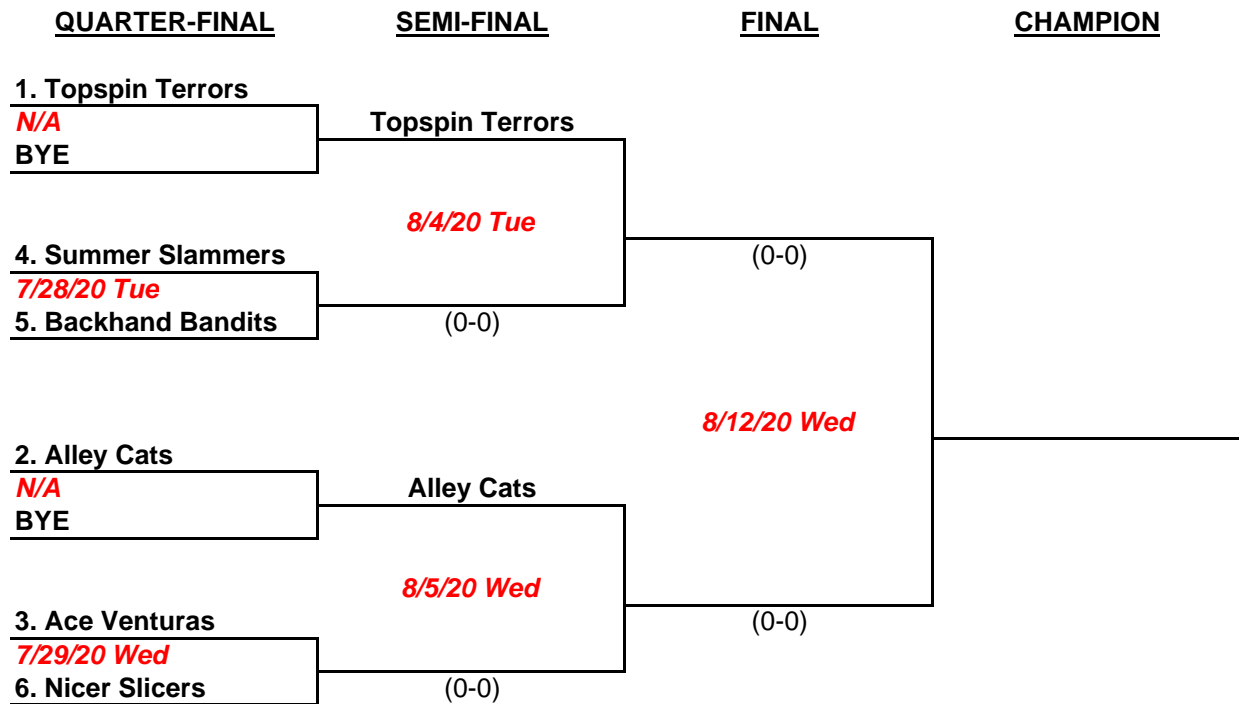 QUARTER-FINAL SEMI-FINAL FINAL CHAMPION
1. Topspin Terrors
N/A Topspin Terrors
BYE
8/4/20 Tue
4. Summer Slammers (0-0)
7/28/20 Tue
5. Backhand Bandits (0-0)
8/12/20 Wed
2. Alley Cats
N/A Alley Cats
BYE
8/5/20 Wed
3. Ace Venturas (0-0)
7/29/20 Wed
6. Nicer Slicers (0-0)